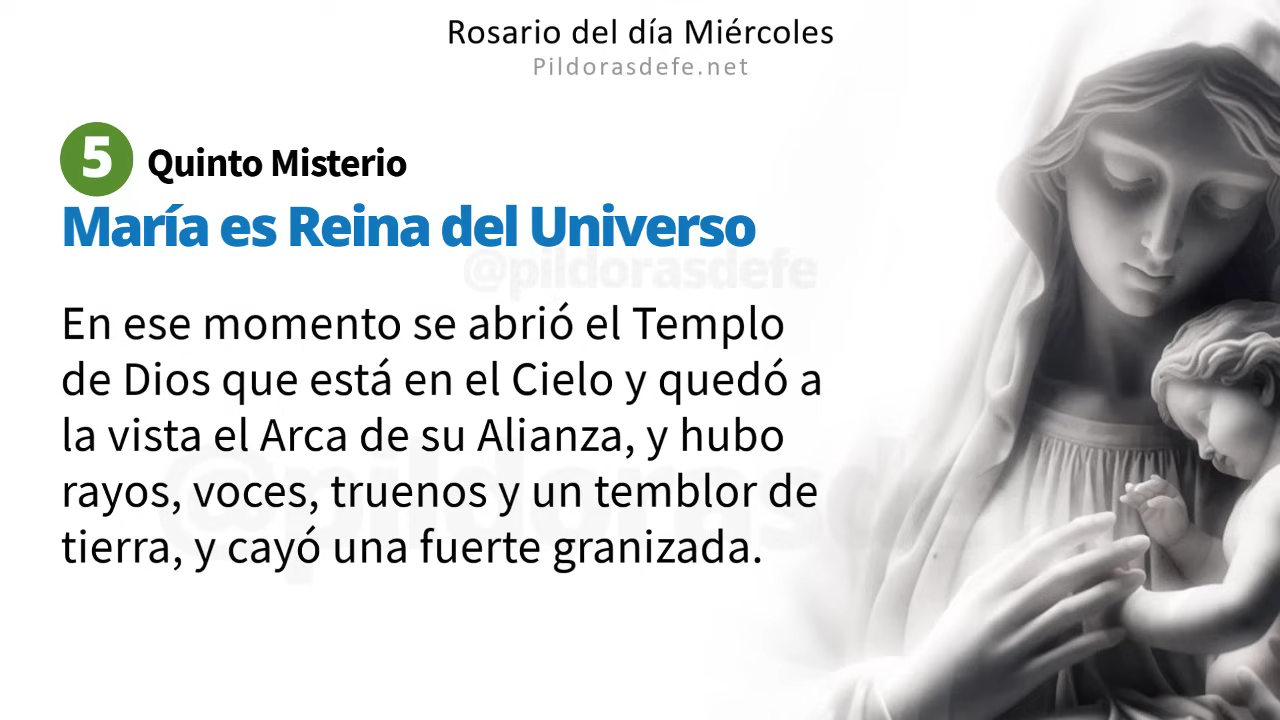 Rosario del día Miércoles
Pildorasdefe.net
5 Quinto Misterio
María es Reina del Universo
@pildorasdefe
En ese momento se abrió el Templo
de Dios que está en el Cielo y quedó a
la vista el Arca de su Alianza, y hubo
rayos, voces, truenos y un temblor de
tierra, y cayó una fuerte granizada.